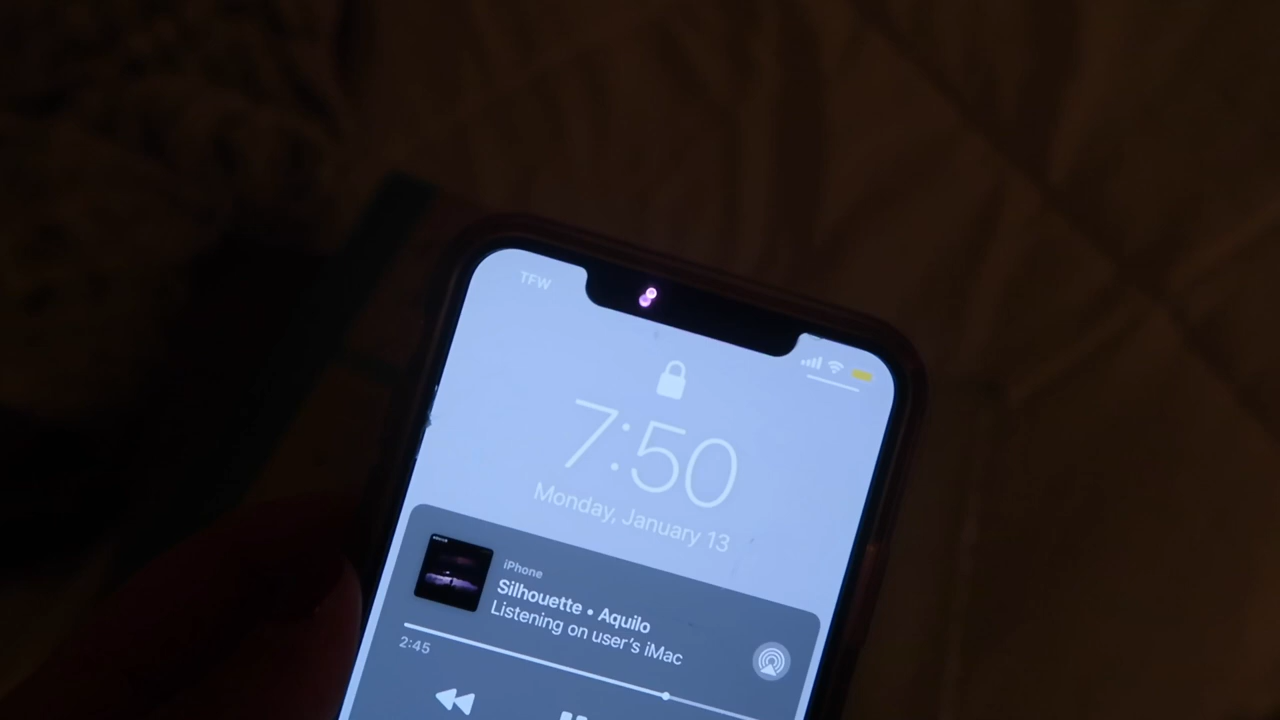 TFW
7:50
Monday, January 13
iPhone
Silhouette • Aquilo
Listening on user's iMac
2:45